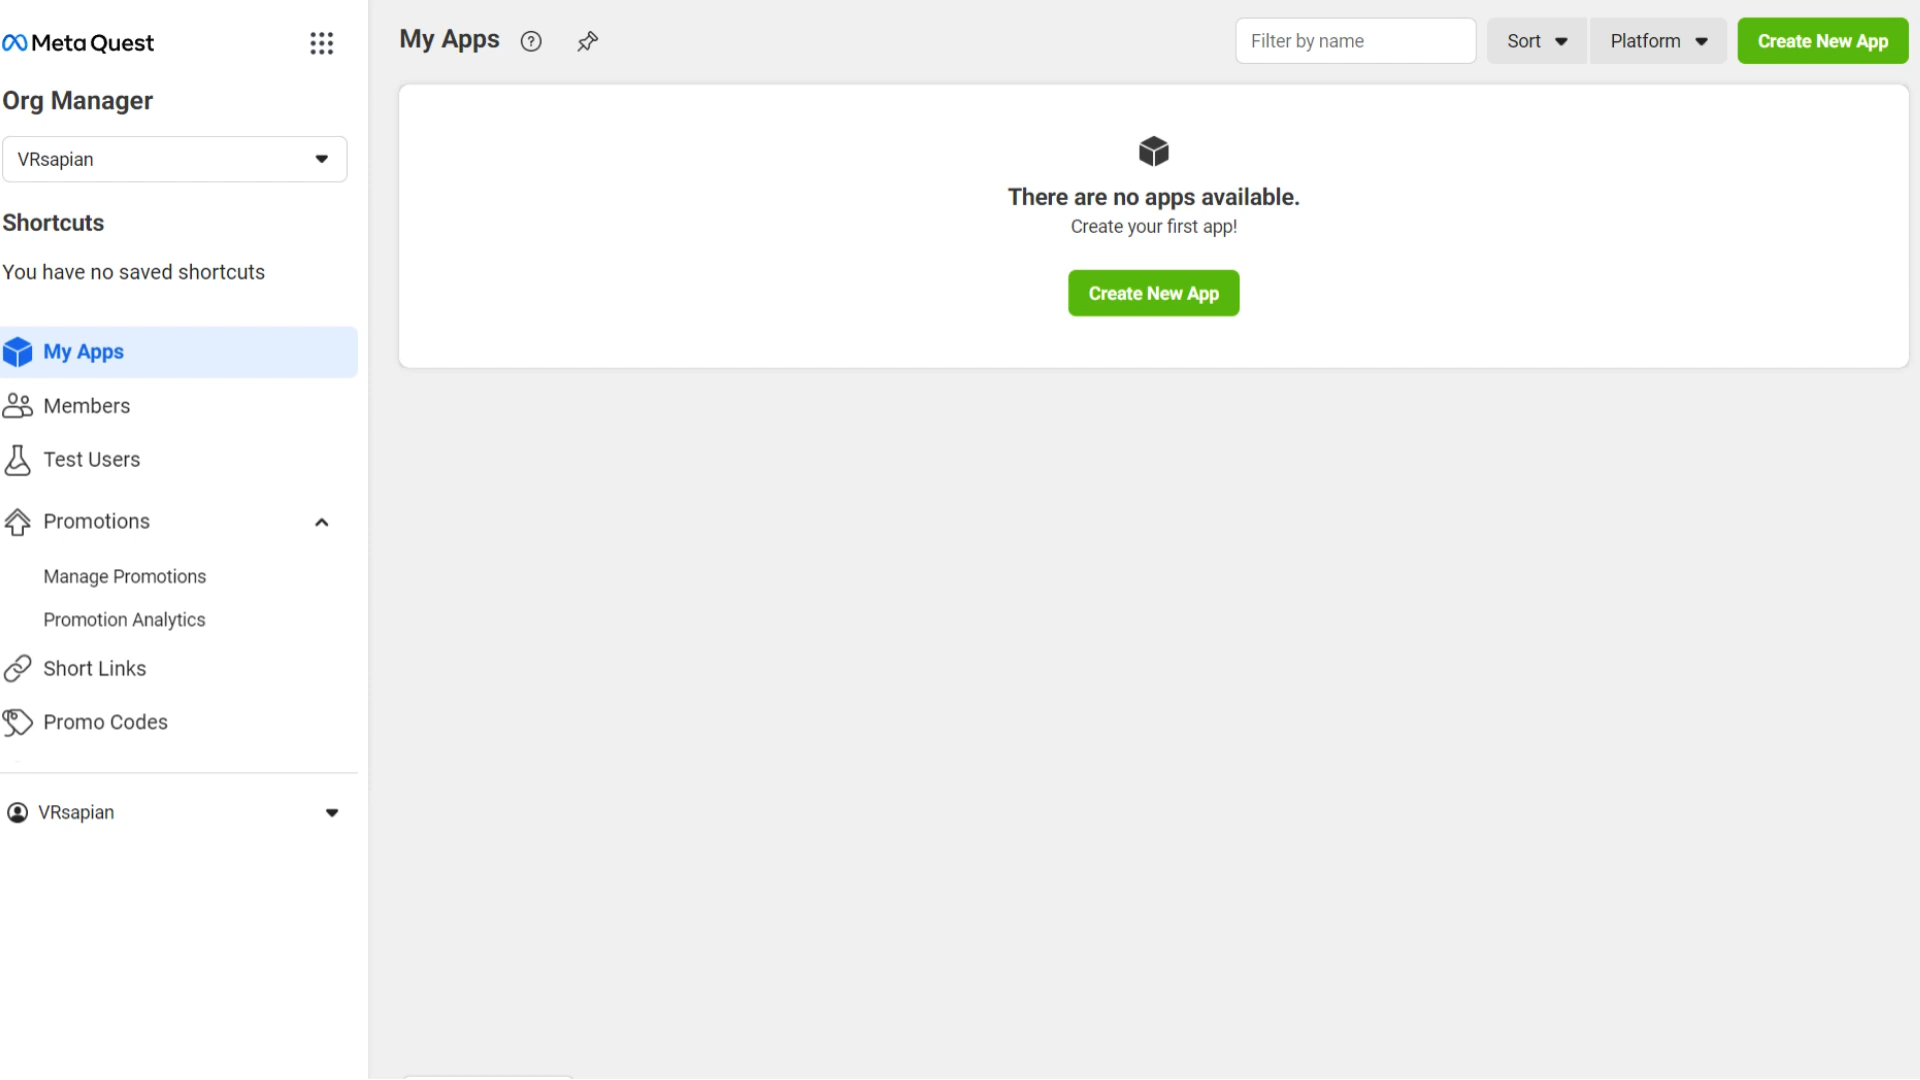 Meta Quest
Org Manager
VRsapian
Shortcuts
You have no saved shortcuts
My Apps
Members
Test Users
Promotions
Manage Promotions
Promotion Analytics
Short Links
Promo Codes
VRsapian
My Apps
Filter by name
Sort
Platform
Create New App
There are no apps available.
Create your first app!
Create New App